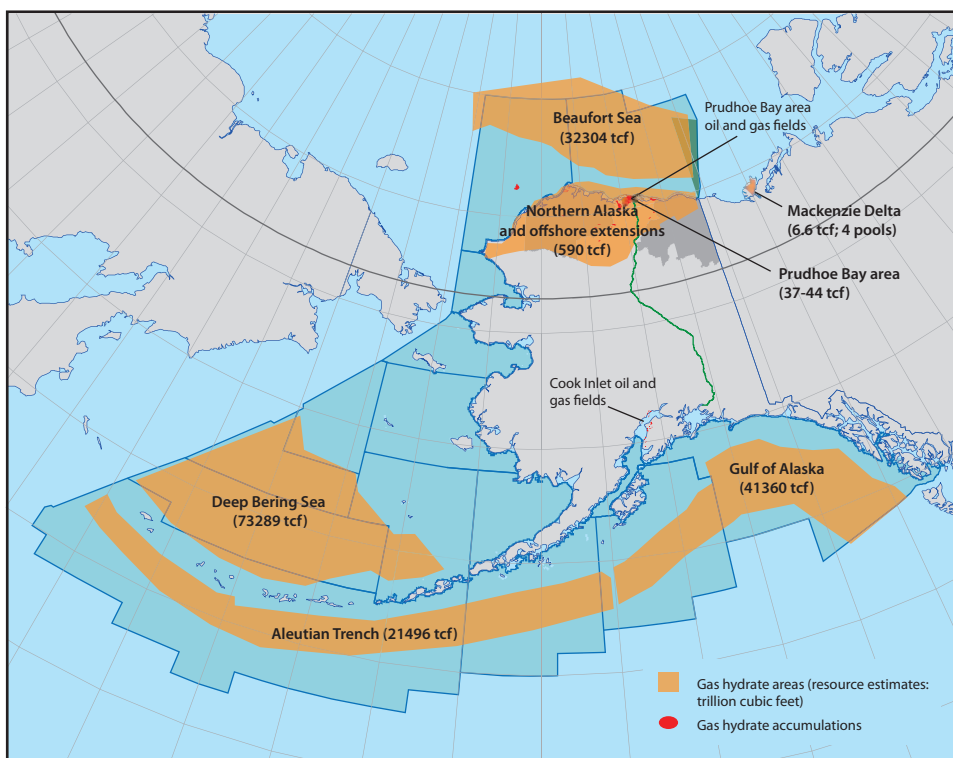 Beaufort Sea
(32304 tcf)
Prudhoe Bay area
oil and gas fields
Northern Alaska
and offshore extensions
(590 tcf)
Mackenzie Delta
(6.6 tcf; 4 pools)
Prudhoe Bay area
(37-44 tcf)
Cook Inlet oil and
gas fields
Gulf of Alaska
(41360 tcf)
Deep Bering Sea
(73289 tcf)
Aleutian Trench (21496 tcf)
Gas hydrate areas (resource estimates:
trillion cubic feet)
Gas hydrate accumulations